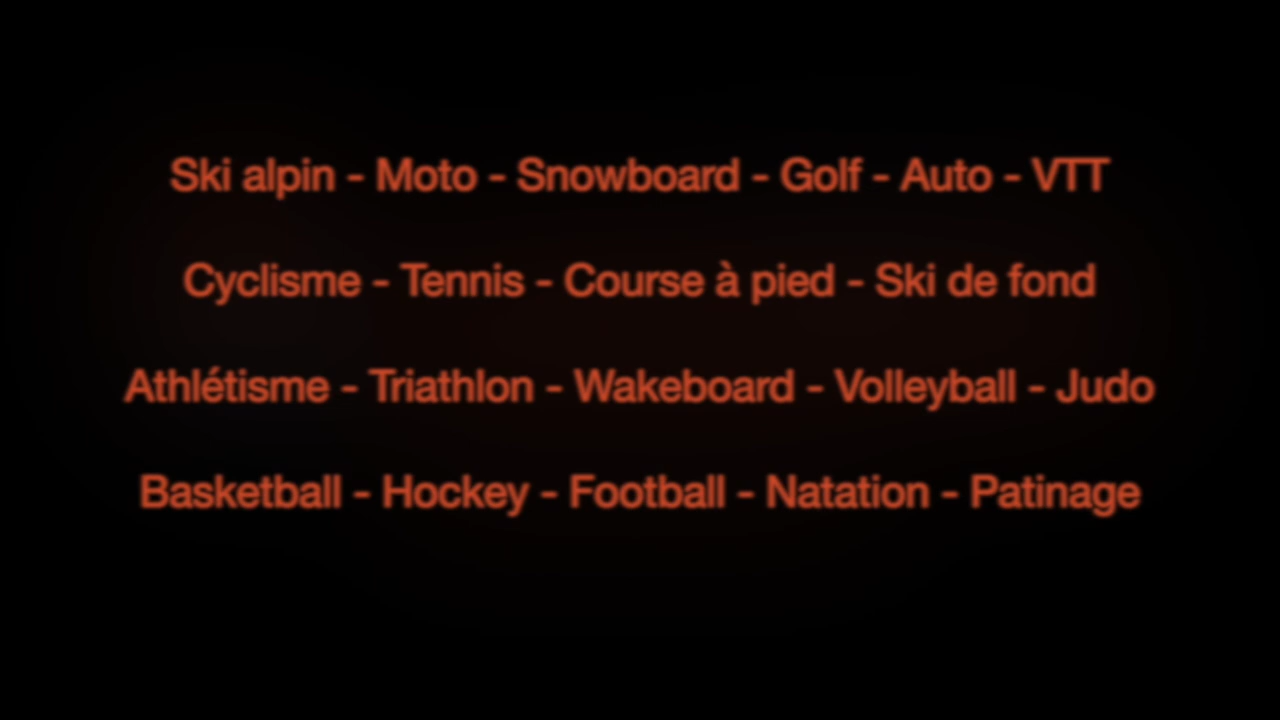 Ski alpin - Moto - Snowboard - Golf - Auto - VTT
Cyclisme - Tennis - Course à pied - Ski de fond
Athlétisme - Triathlon - Wakeboard - Volleyball - Judo
Basketball - Hockey - Football - Natation - Patinage